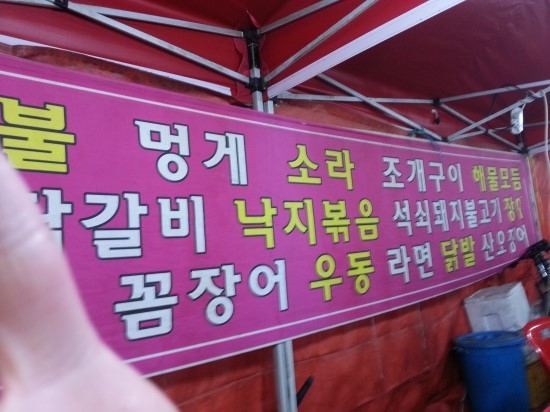 불 멍게 소라 조개구이 해물모듬
닭갈비 낙지볶음 석쇠돼지불고기 장어
꼼장어 우동 라면 닭발 산오징어